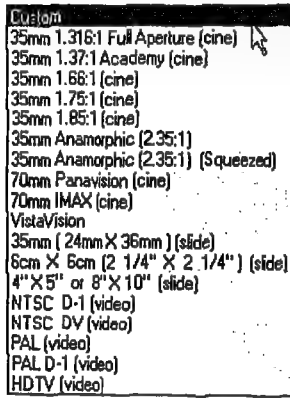 Custom
35mm 1.316:1 Full Aperture (cine)
35mm 1.37:1 Academy (cine)
35mm 1.66:1 (cine)
35mm 1.75:1 (cine)
35mm 1.85:1 (cine)
35mm Anamorphic (2.35:1)
35mm Anamorphic (2.35:1) (Squeezed)
70mm Panavision (cine)
70mm IMAX (cine)
VistaVision
35mm ( 24mm X 36mm ) (slide)
6cm X 6cm (2 1/4" X 2 1/4" ) (slide)
4" X 5" or 8" X 10" (slide)
NTSC D-1 (video)
NTSC DV (video)
PAL (video)
PAL D-1 (video)
HDTV (video)